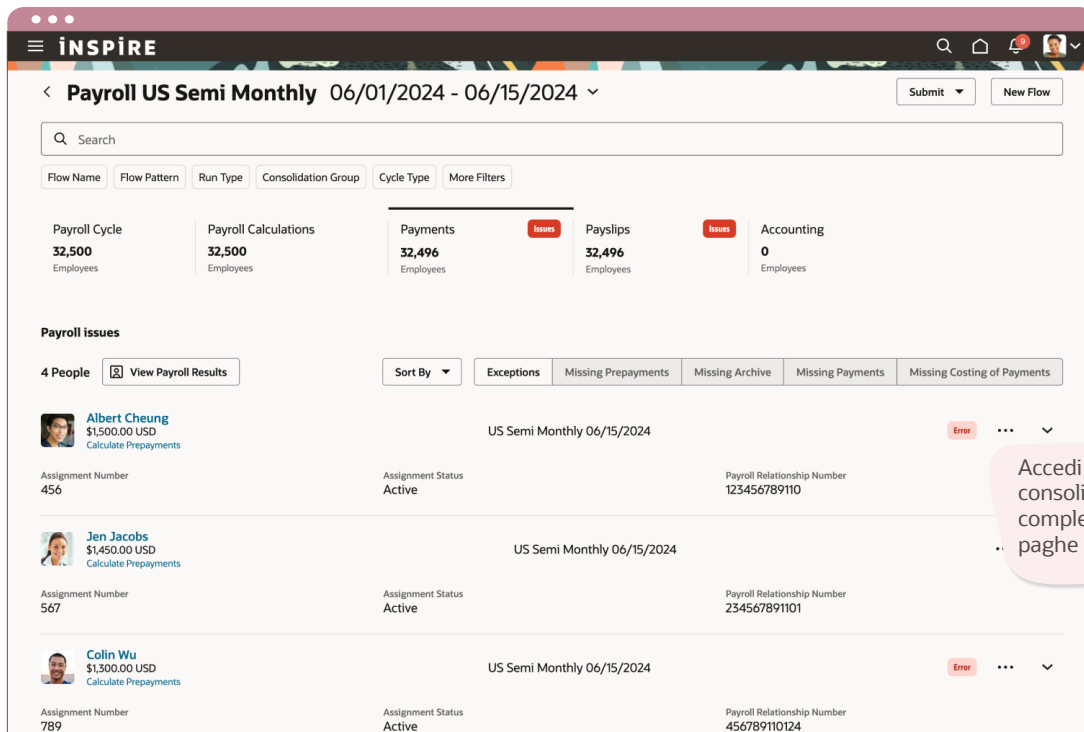 iNSPiRE
9
Payroll US Semi Monthly 06/01/2024 - 06/15/2024
Submit
New Flow
Search
Flow Name
Flow Pattern
Run Type
Consolidation Group
Cycle Type
More Filters
Payroll Cycle
32,500
Employees
Payroll Calculations
32,500
Employees
Payments
Issues
32,496
Employees
Payslips
Issues
32,496
Employees
Accounting
0
Employees
Payroll issues
4 People
View Payroll Results
Sort By
Exceptions
Missing Prepayments
Missing Archive
Missing Payments
Missing Costing of Payments
Albert Cheung
$1,500.00 USD
Calculate Prepayments
US Semi Monthly 06/15/2024
Error
Assignment Number
456
Assignment Status
Active
Payroll Relationship Number
123456789110
Jen Jacobs
$1,450.00 USD
Calculate Prepayments
US Semi Monthly 06/15/2024
Assignment Number
567
Assignment Status
Active
Payroll Relationship Number
234567891101
Accedi
paghe
Colin Wu
$1,300.00 USD
Calculate Prepayments
US Semi Monthly 06/15/2024
Error
Assignment Number
789
Assignment Status
Active
Payroll Relationship Number
456789110124